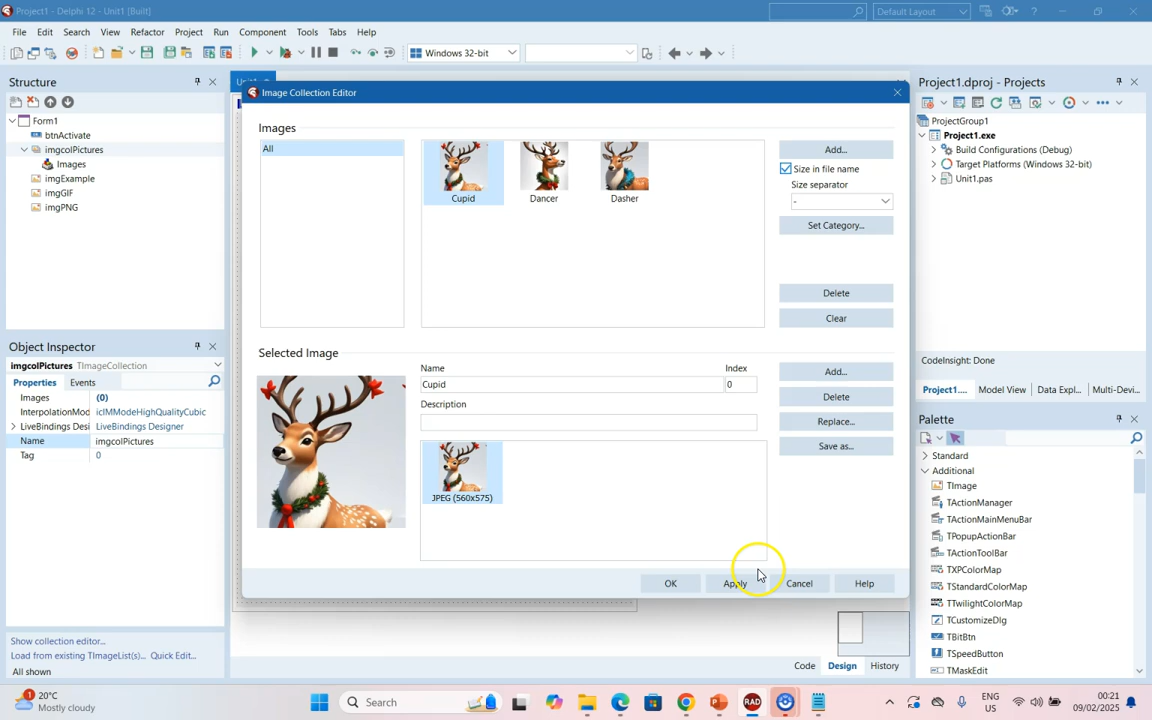 Project1 - Delphi 12 - Unit1 [Built]
Default Layout
File Edit Search View Refactor Project Run Component Tools Tabs Help
Windows 32-bit
Structure
Form1
btnActivate
imgcolPictures
Images
imgExample
imgGIF
imgPNG
Object Inspector
imgcolPictures TImageCollection
Properties Events
Images (0)
InterpolationMod icIMModeHighQualityCubic
LiveBindings Desi LiveBindings Designer
Name imgcolPictures
Tag 0
Show collection editor...
Load from existing TImageList(s)... Quick Edit...
All shown
Image Collection Editor
Images
All
Cupid
Dancer
Dasher
Add...
Size in file name
Size separator
-
Set Category...
Delete
Clear
Selected Image
Name
Index
Cupid
0
Description
JPEG (560x575)
Add...
Delete
Replace...
Save as...
OK
Apply
Cancel
Help
Code Design History
Project1.dproj - Projects
ProjectGroup1
Project1.exe
Build Configurations (Debug)
Target Platforms (Windows 32-bit)
Unit1.pas
CodeInsight: Done
Project1.... Model View Data Expl... Multi-Devi...
Palette
Standard
Additional
TImage
TActionManager
TActionMainMenuBar
TPopupActionBar
TActionToolBar
TXPColorMap
TStandardColorMap
TTwilightColorMap
TCustomizeDlg
TBitBtn
TSpeedButton
TMaskEdit
20°C
Mostly cloudy
Search
RAD
ENG
US
00:21
09/02/2025